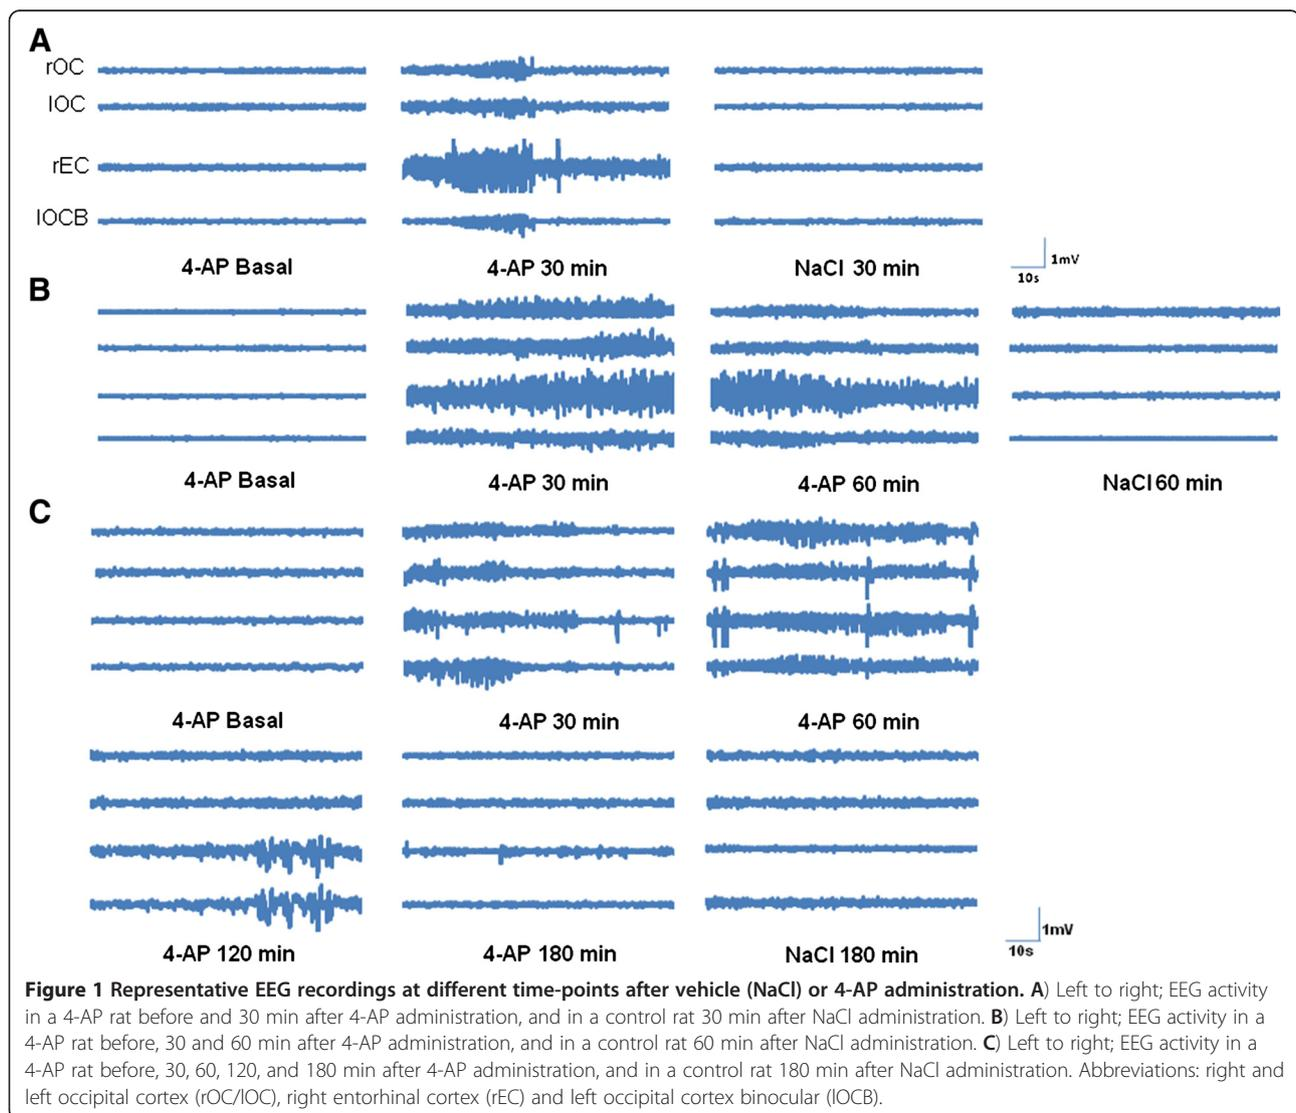 A
rOC
lOC
rEC
lOCB
4-AP Basal
4-AP 30 min
NaCl 30 min
1mV
10s
B
4-AP Basal
4-AP 30 min
4-AP 60 min
NaCl 60 min
C
4-AP Basal
4-AP 30 min
4-AP 60 min
4-AP 120 min
4-AP 180 min
NaCl 180 min
1mV
10s
Figure 1 Representative EEG recordings at different time-points after vehicle (NaCl) or 4-AP administration. A) Left to right; EEG activity
in a 4-AP rat before and 30 min after 4-AP administration, and in a control rat 30 min after NaCl administration. B) Left to right; EEG activity in a
4-AP rat before, 30 and 60 min after 4-AP administration, and in a control rat 60 min after NaCl administration. C) Left to right; EEG activity in a
4-AP rat before, 30, 60, 120, and 180 min after 4-AP administration, and in a control rat 180 min after NaCl administration. Abbreviations: right and
left occipital cortex (rOC/lOC), right entorhinal cortex (rEC) and left occipital cortex binocular (lOCB).